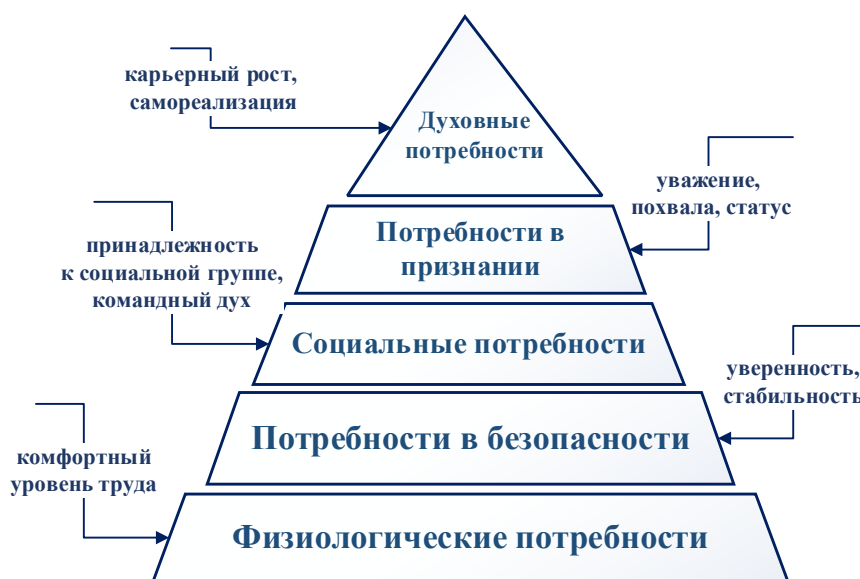 карьерный рост,
самореализация
Духовные
потребности
уважение,
похвала, статус
Потребности в
признании
принадлежность
к социальной группе,
командный дух
Социальные потребности
уверенность,
стабильность
Потребности в безопасности
комфортный
уровень труда
Физиологические потребности